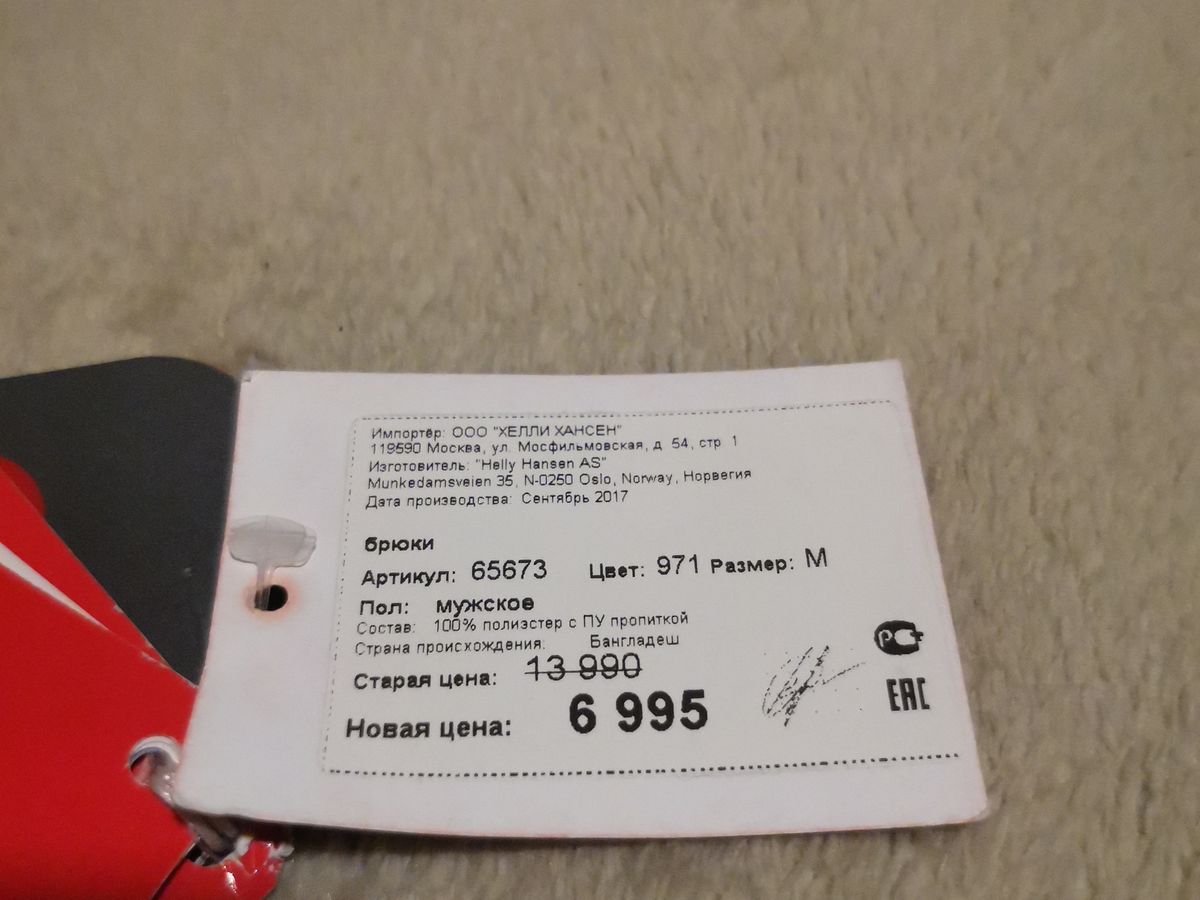 Импортёр: ООО "ХЕЛЛИ ХАНСЕН"
119590 Москва, ул. Мосфильмовская, д. 54, стр. 1
Изготовитель: "Helly Hansen AS"
Munkedamsveien 35, N-0250 Oslo, Norway, Норвегия
Дата производства: Сентябрь 2017
брюки
Артикул: 65673 Цвет: 971 Размер: M
Пол: мужское
Состав: 100% полиэстер с ПУ пропиткой
Страна происхождения: Бангладеш
Старая цена: 13 990
Новая цена: 6 995
РСТ
EAC